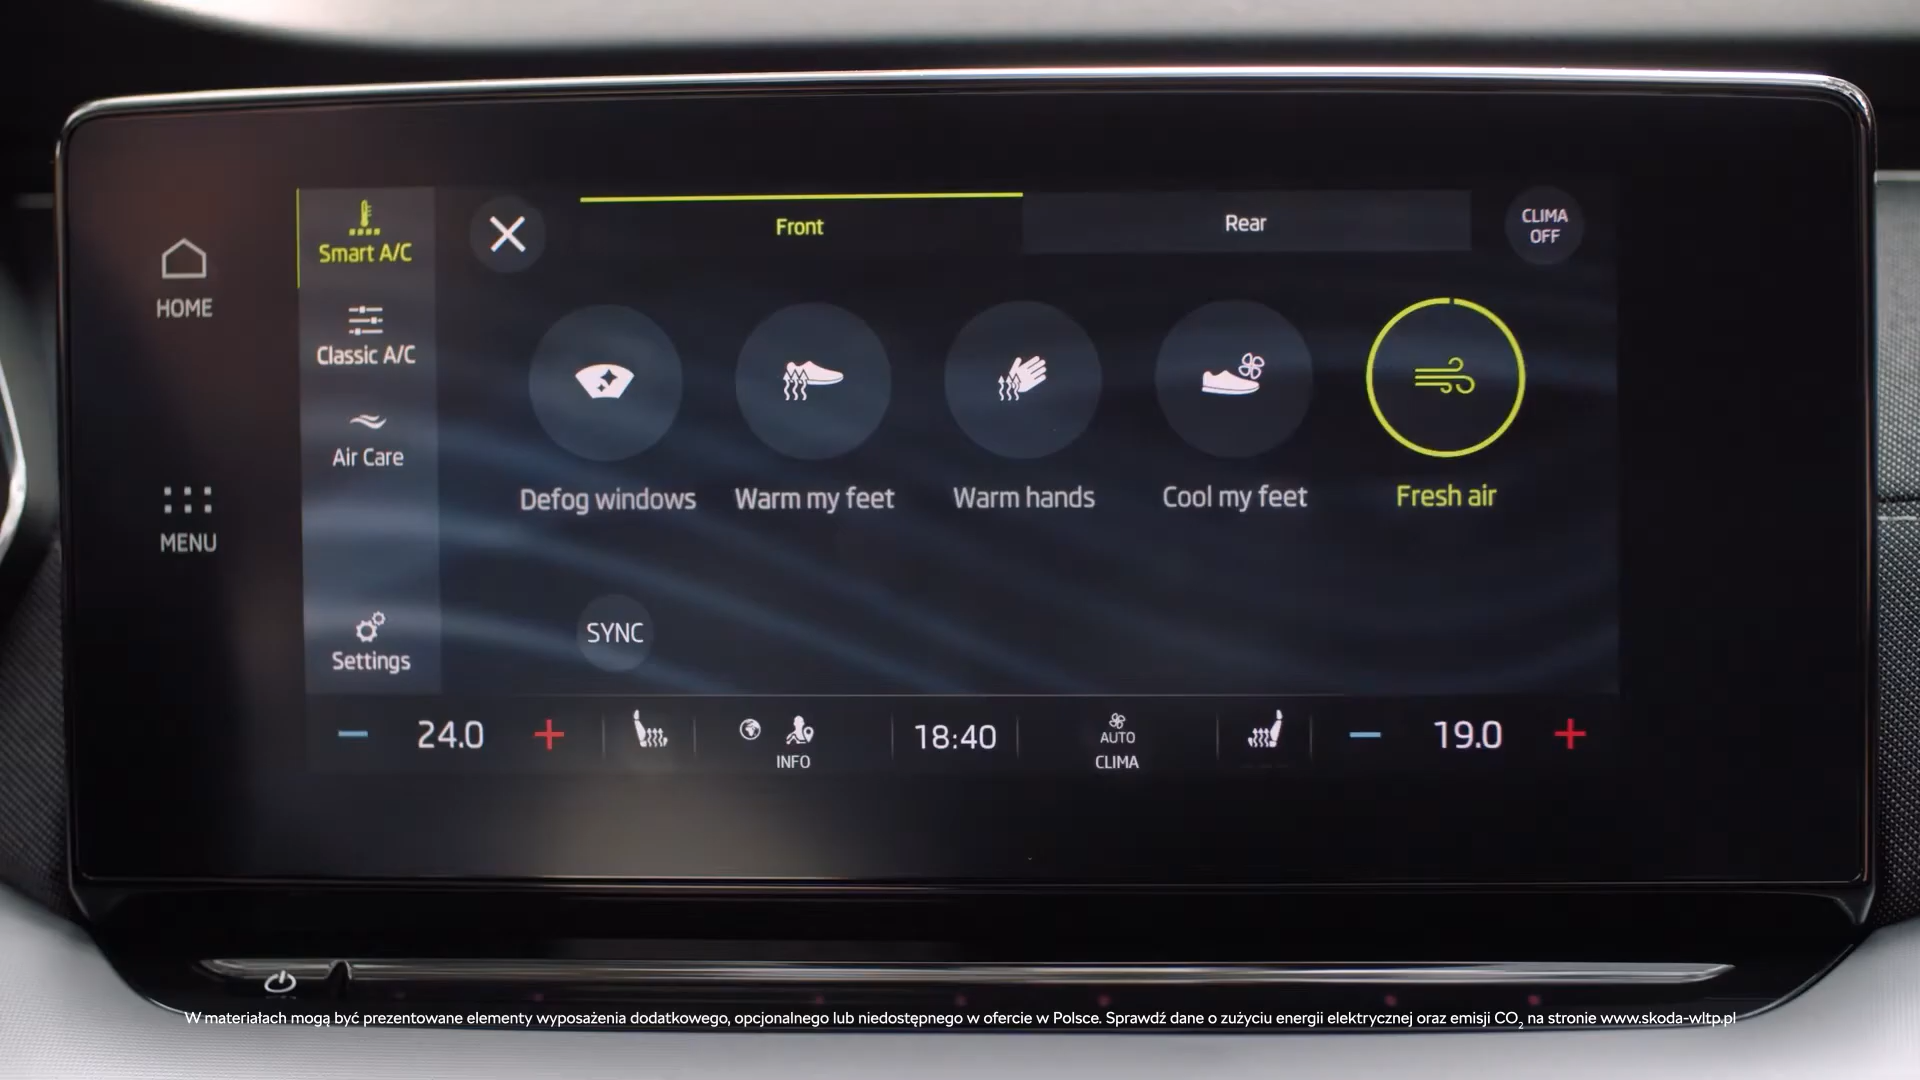 HOME
MENU
Smart A/C
Classic A/C
Air Care
Settings
Front
Rear
CLIMA
OFF
Defog windows
Warm my feet
Warm hands
Cool my feet
Fresh air
SYNC
24.0
INFO
18:40
AUTO
CLIMA
19.0
W materiałach mogą być prezentowane elementy wyposażenia dodatkowego, opcjonalnego lub niedostępnego w ofercie w Polsce. Sprawdź dane o zużyciu energii elektrycznej oraz emisji CO₂ na stronie www.skoda-wltp.pl